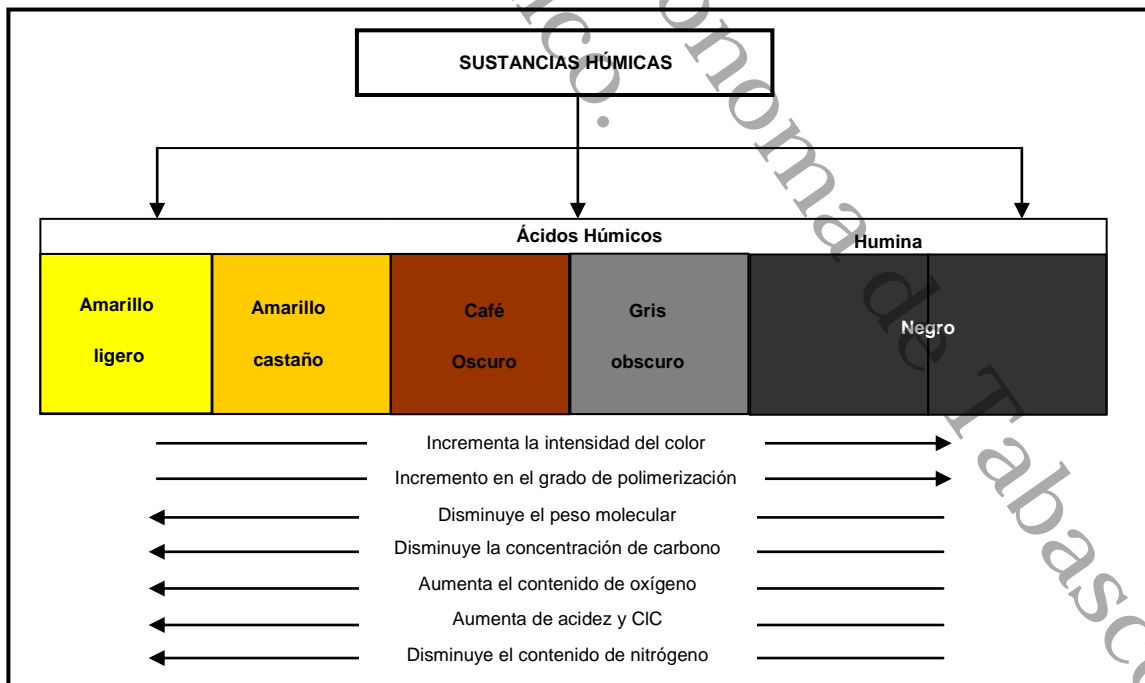 SUSTANCIAS HÚMICAS
Ácidos Húmicos
Humina
Amarillo
ligero
Amarillo
castaño
Café
Oscuro
Gris
obscuro
Negro
Incrementa la intensidad del color
Incremento en el grado de polimerización
Disminuye el peso molecular
Disminuye la concentración de carbono
Aumenta el contenido de oxígeno
Aumenta de acidez y CIC
Disminuye el contenido de nitrógeno
de